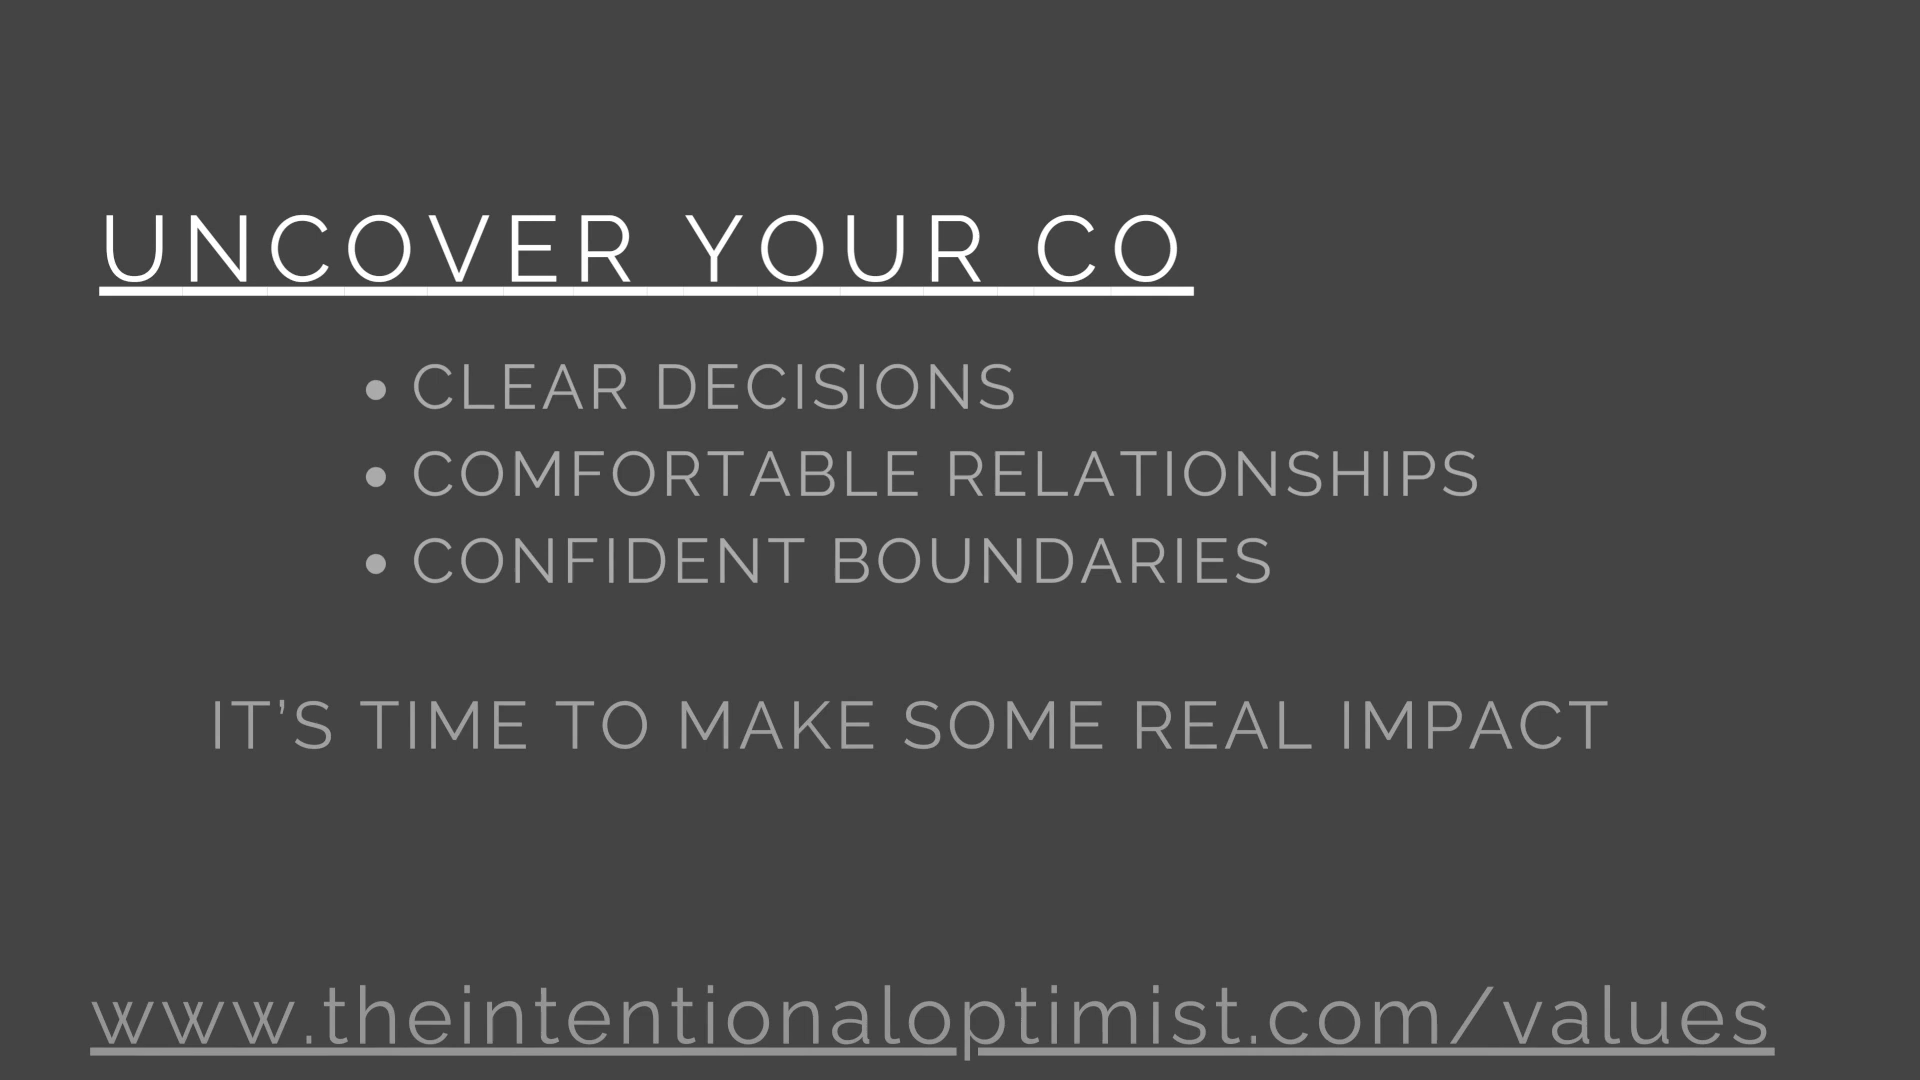 UNCOVER YOUR CO
• CLEAR DECISIONS
• COMFORTABLE RELATIONSHIPS
• CONFIDENT BOUNDARIES
IT’S TIME TO MAKE SOME REAL IMPACT
www.theintentionaloptimist.com/values